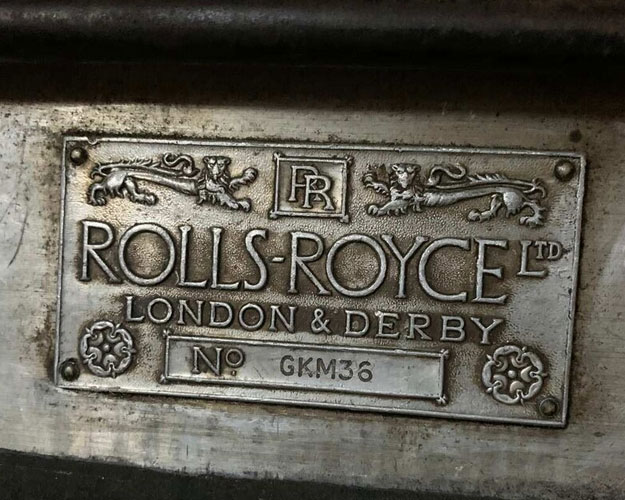 RR
ROLLS-ROYCE LTD
LONDON & DERBY
No GKM36